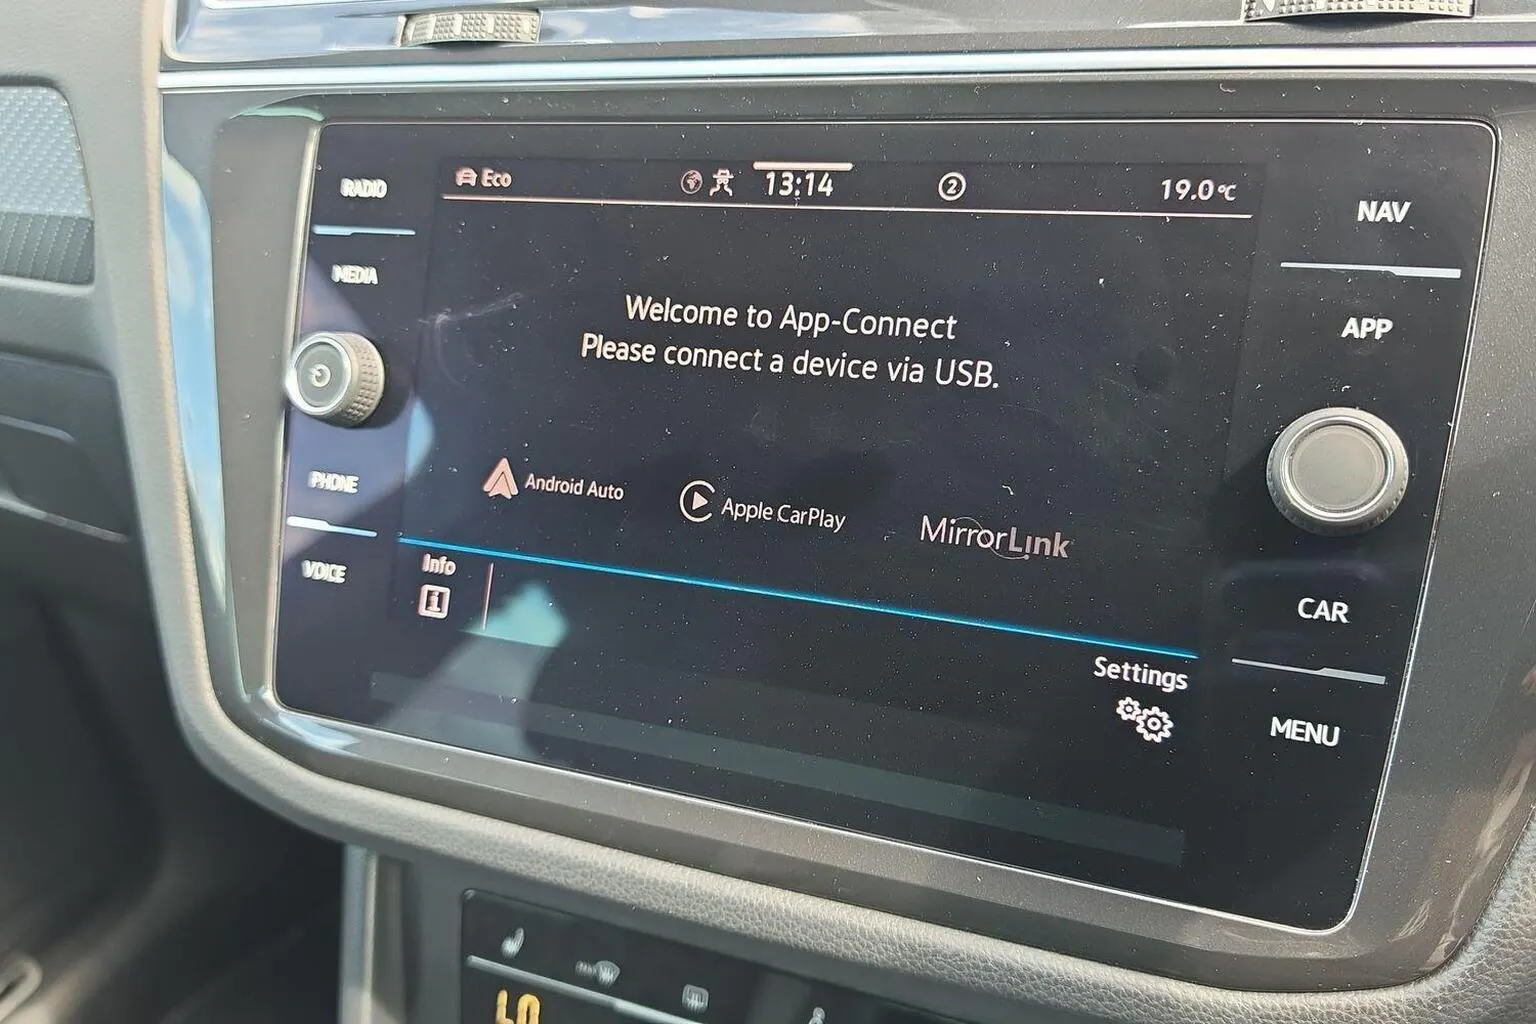 RADIO
MEDIA
PHONE
VOICE
Eco
13:14
2
19.0°C
Welcome to App-Connect
Please connect a device via USB.
Android Auto
Apple CarPlay
MirrorLink
Info
i
Settings
NAV
APP
CAR
MENU
LO